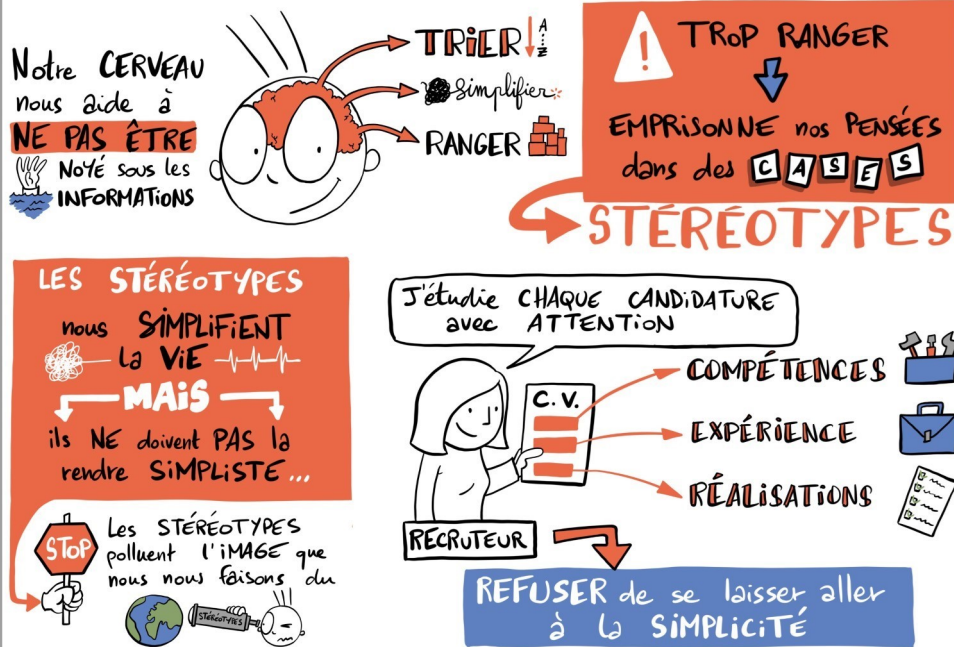 Notre CERVEAU
nous aide à
NE PAS ÊTRE
NOYÉ sous les
INFORMATIONS
TRIER A à Z
simplifier
RANGER
TROP RANGER
EMPRISONNE nos PENSÉES
dans des CASES
STÉRÉOTYPES
LES STÉRÉOTYPES
nous SIMPLIFIENT
La ViE
MAIS
ils NE doivent PAS la
rendre SIMPLISTE...
STOP
Les STÉRÉOTYPES
polluent l'IMAGE que
nous nous faisons du
STÉRÉOTYPES
J'étudie CHAQUE CANDIDATURE
avec ATTENTION
C.V.
COMPÉTENCES
EXPÉRIENCE
RÉALISATIONS
RECRUTEUR
REFUSER de se laisser aller
à la SIMPLICITÉ